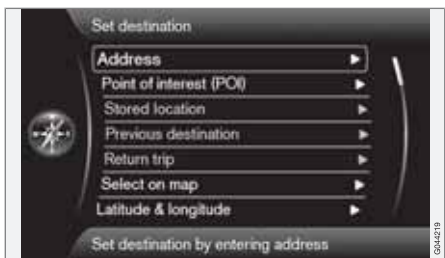 Set destination
Address
Point of interest (POI)
Stored location
Previous destination
Return trip
Select on map
Latitude & longitude
Set destination by entering address
G044219